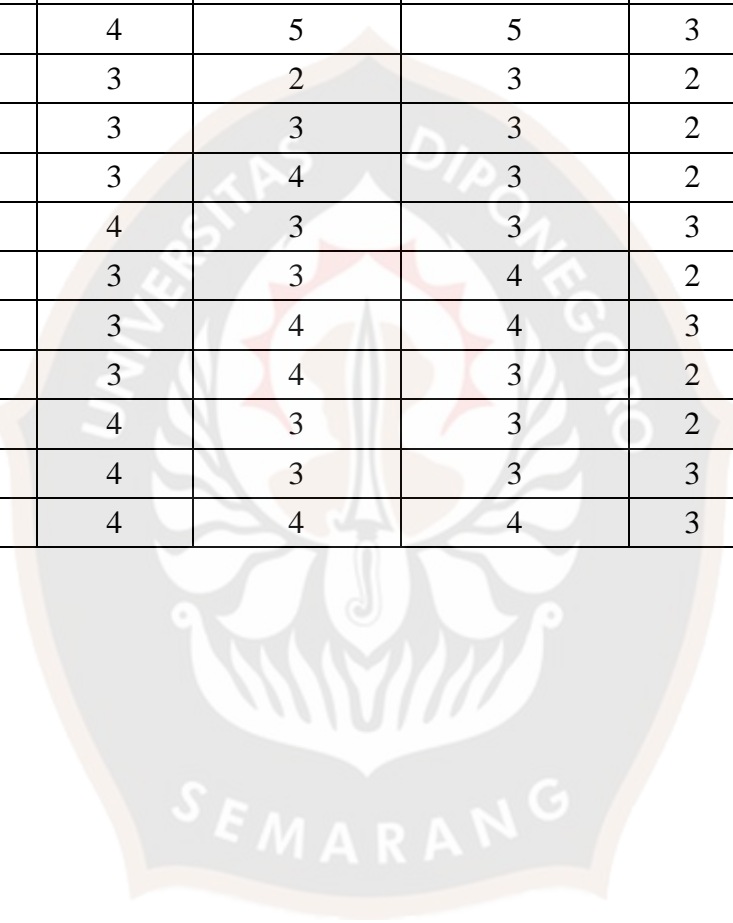 4 5 5 3
3 2 3 2
3 3 3 2
3 4 3 2
4 3 3 3
3 3 4 2
3 4 4 3
3 4 3 2
4 3 3 2
4 3 3 3
4 4 4 3
UNIVERSITAS DIPONEGORO
SEMARANG